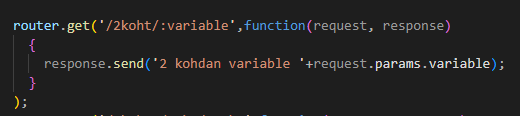 router.get('/2koht/:variable',function(request, response)
{
response.send('2 kohdan variable '+request.params.variable);
}
);